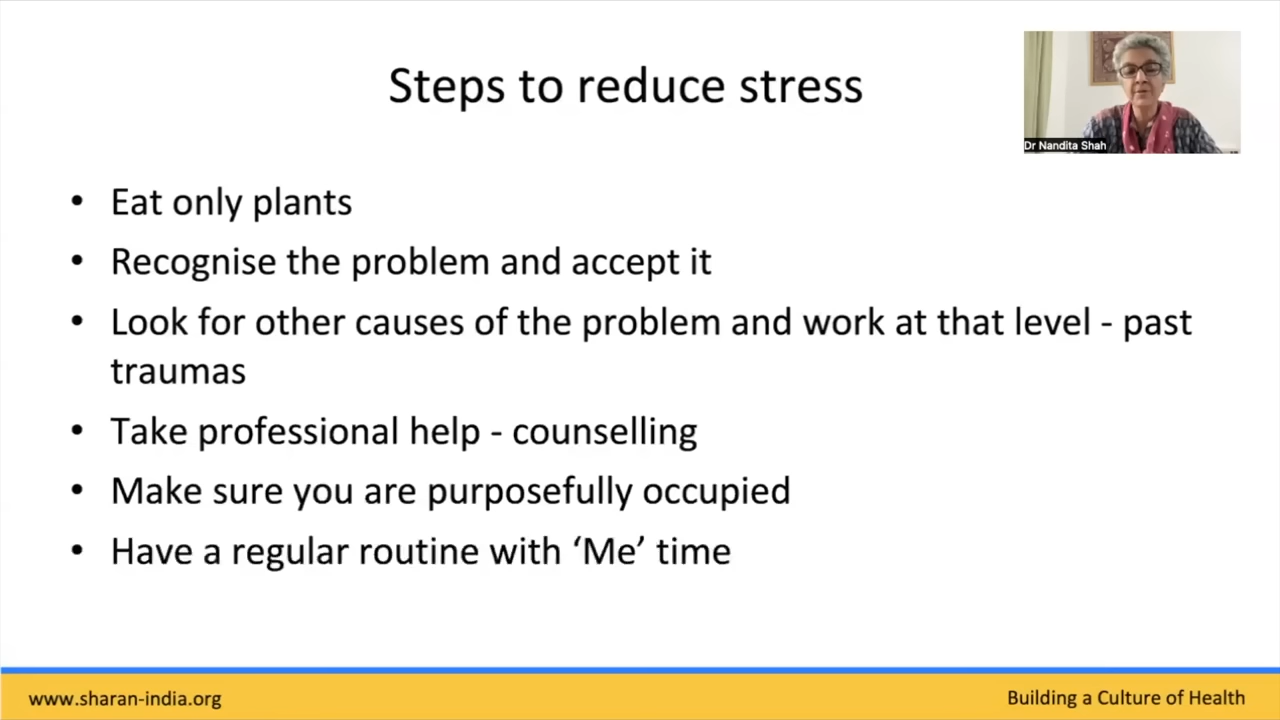 Steps to reduce stress
Dr Nandita Shah
• Eat only plants
• Recognise the problem and accept it
• Look for other causes of the problem and work at that level - past
traumas
• Take professional help - counselling
• Make sure you are purposefully occupied
• Have a regular routine with ‘Me’ time
www.sharan-india.org
Building a Culture of Health